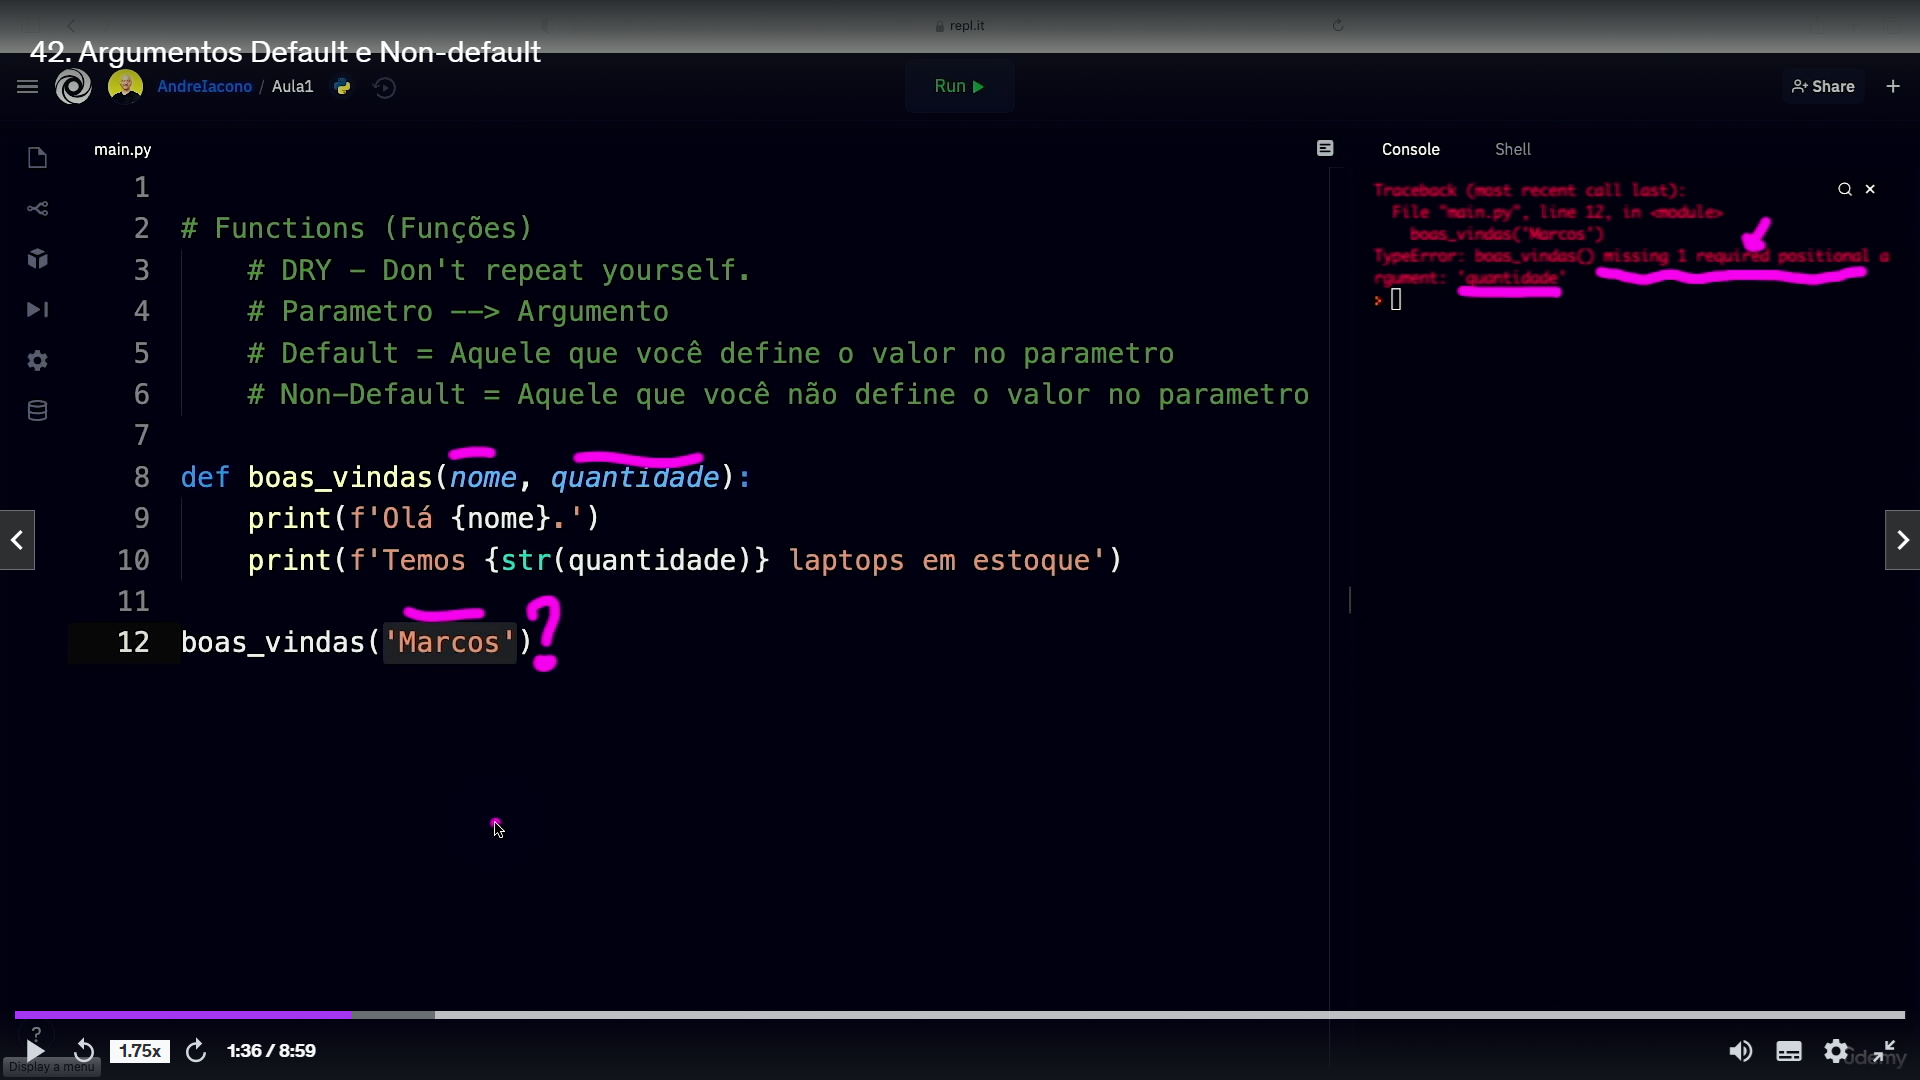 repl.it
42. Argumentos Default e Non-default
AndreIacono / Aula1
Run
Share
main.py
Console
Shell
1
2 # Functions (Funções)
3 # DRY – Don't repeat yourself.
4 # Parametro --> Argumento
5 # Default = Aquele que você define o valor no parametro
6 # Non-Default = Aquele que você não define o valor no parametro
7
8 def boas_vindas(nome, quantidade):
9 print(f'Olá {nome}.')
10 print(f'Temos {str(quantidade)} laptops em estoque')
11
12 boas_vindas('Marcos')
?
Traceback (most recent call last):
File "main.py", line 12, in <module>
boas_vindas('Marcos')
TypeError: boas_vindas() missing 1 required positional a
rgument: 'quantidade'
>
?
1.75x
1:36 / 8:59
Display a menu
udemy